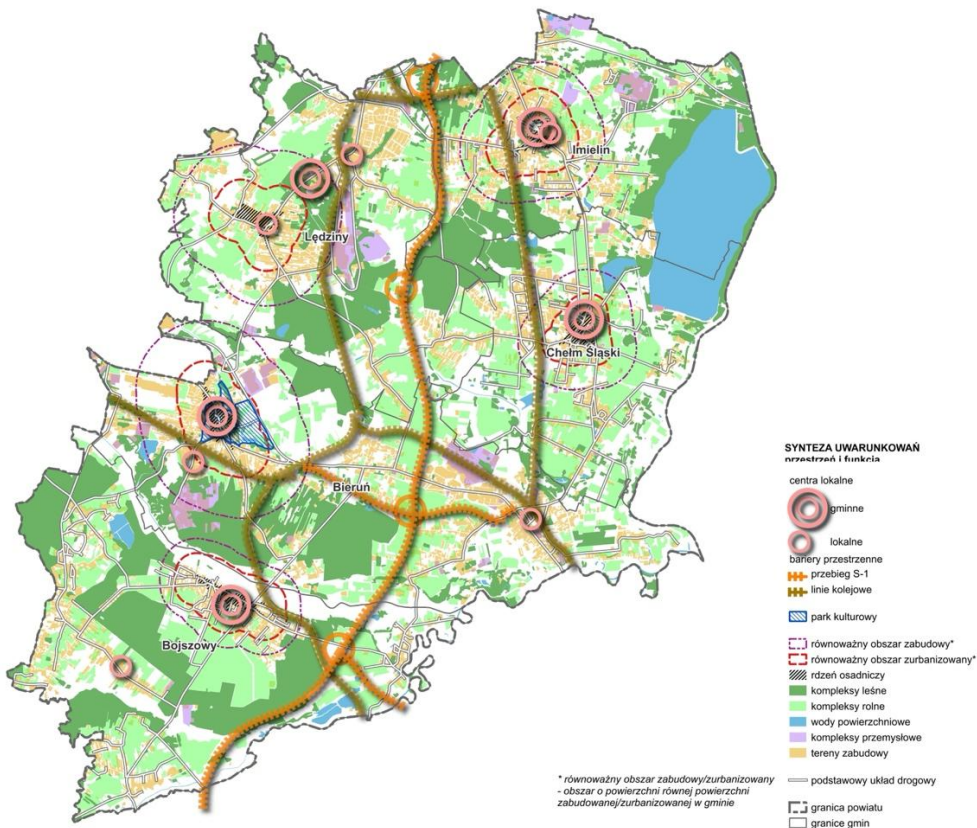 Imielin
Lędziny
Chełm Śląski
Bieruń
Bojszowy
SYNTEZA UWARUNKOWAŃ
przestrzeń i funkcja
centra lokalne
gminne
lokalne
bariery przestrzenne
przebieg S-1
linie kolejowe
park kulturowy
równoważny obszar zabudowy*
równoważny obszar zurbanizowany*
rdzeń osadniczy
kompleksy leśne
kompleksy rolne
wody powierzchniowe
kompleksy przemysłowe
tereny zabudowy
podstawowy układ drogowy
granica powiatu
granice gmin
* równoważny obszar zabudowy/zurbanizowany
- obszar o powierzchni równej powierzchni
zabudowanej/zurbanizowanej w gminie